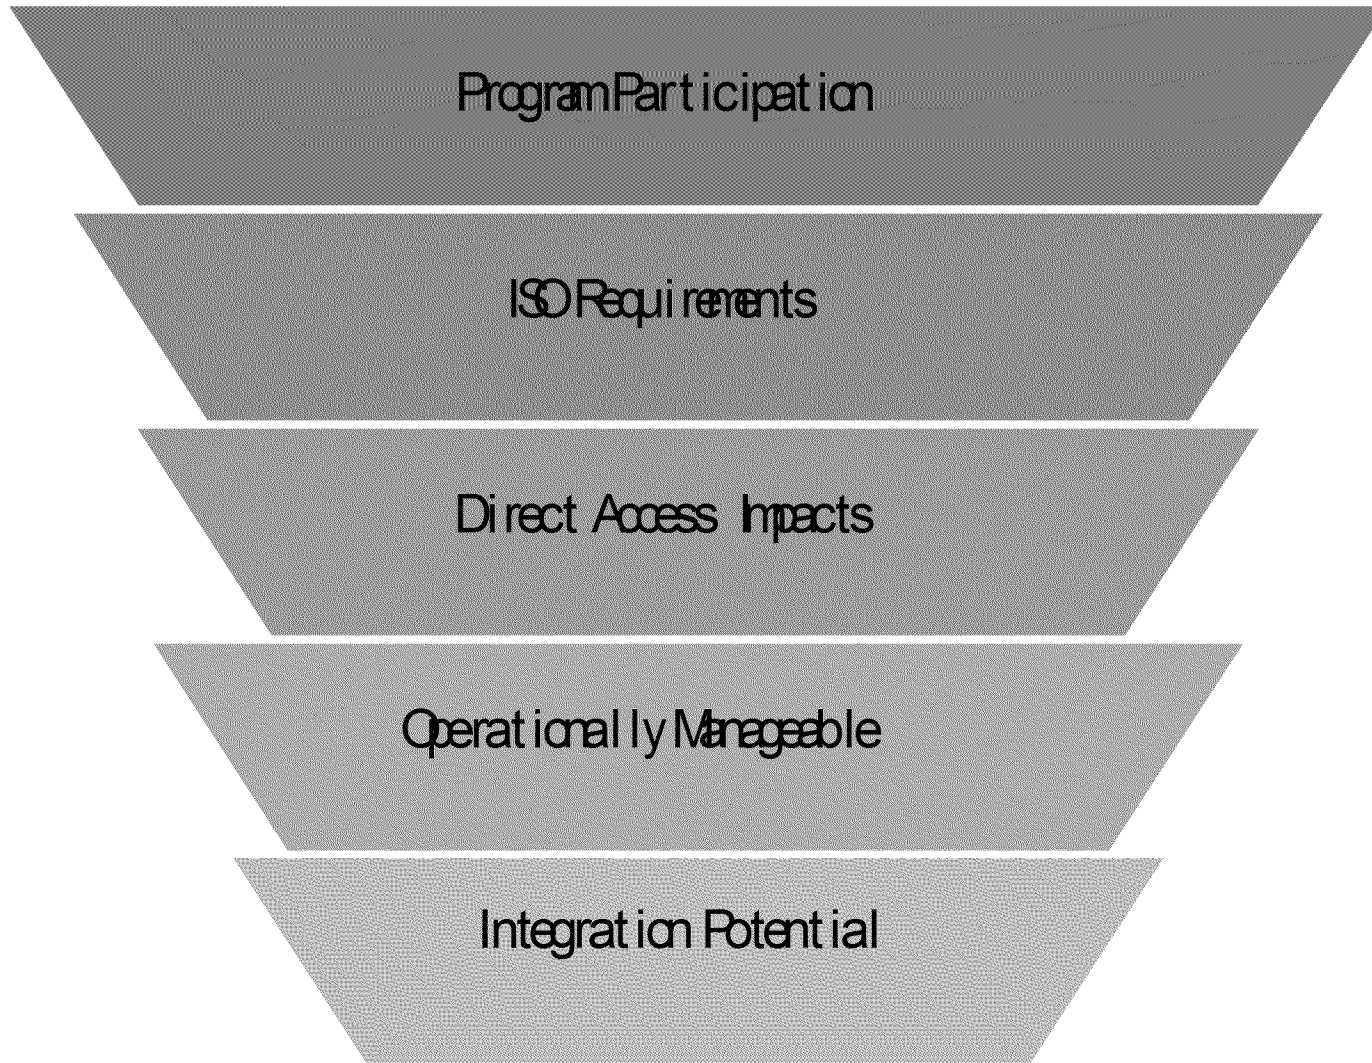 Program Participation
ISO Requirements
Direct Access Impacts
Operationally Manageable
Integration Potential